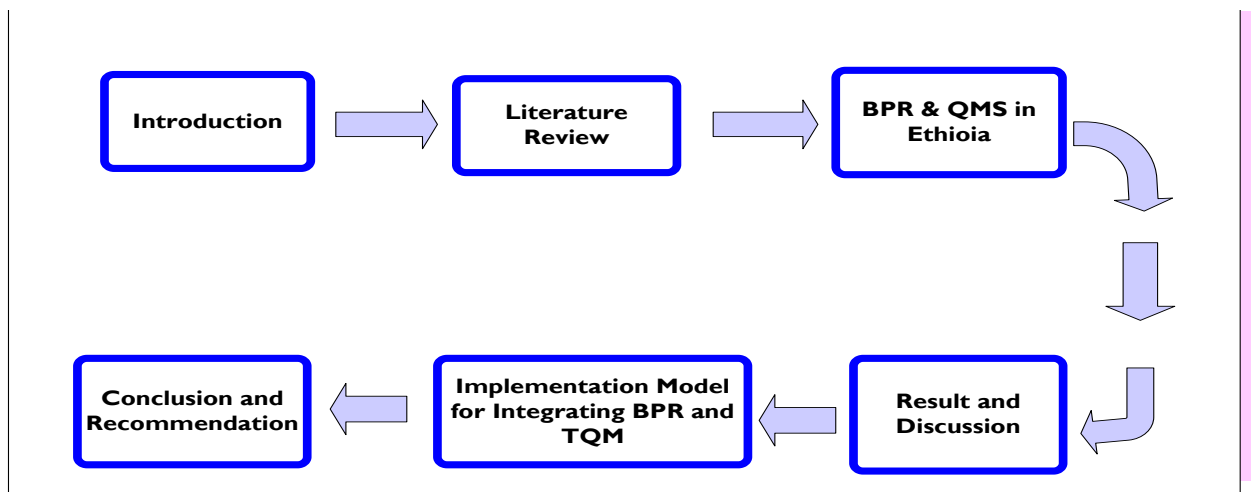 Introduction
Literature
Review
BPR & QMS in
Ethioia
Result and
Discussion
Implementation Model
for Integrating BPR and
TQM
Conclusion and
Recommendation